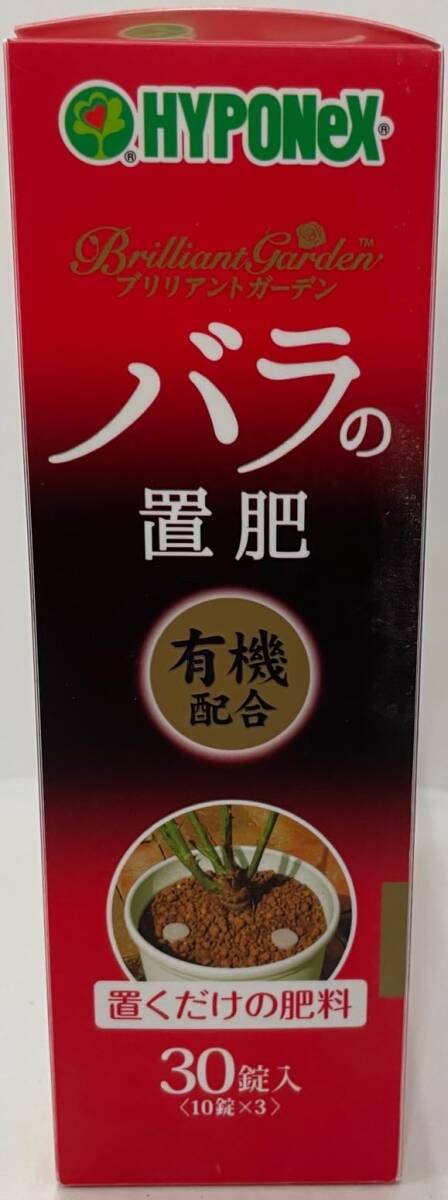 HYPONeX®
®
Brilliant Garden™
ブリリアントガーデン
バラの
置肥
有機
配合
置くだけの肥料
30錠入
〈10錠×3〉